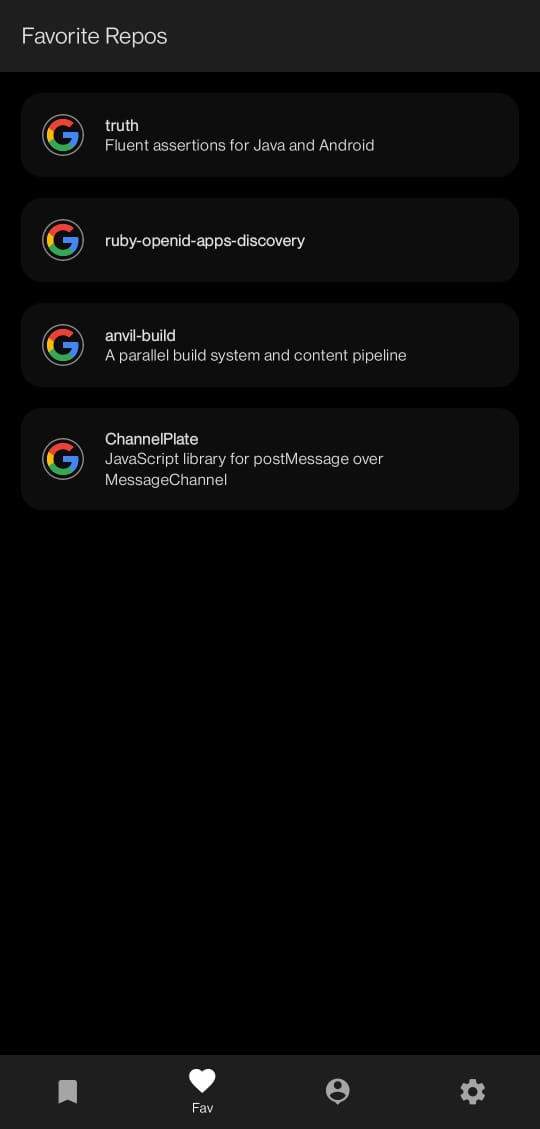 Favorite Repos
truth
Fluent assertions for Java and Android
ruby-openid-apps-discovery
anvil-build
A parallel build system and content pipeline
ChannelPlate
JavaScript library for postMessage over
MessageChannel
Fav